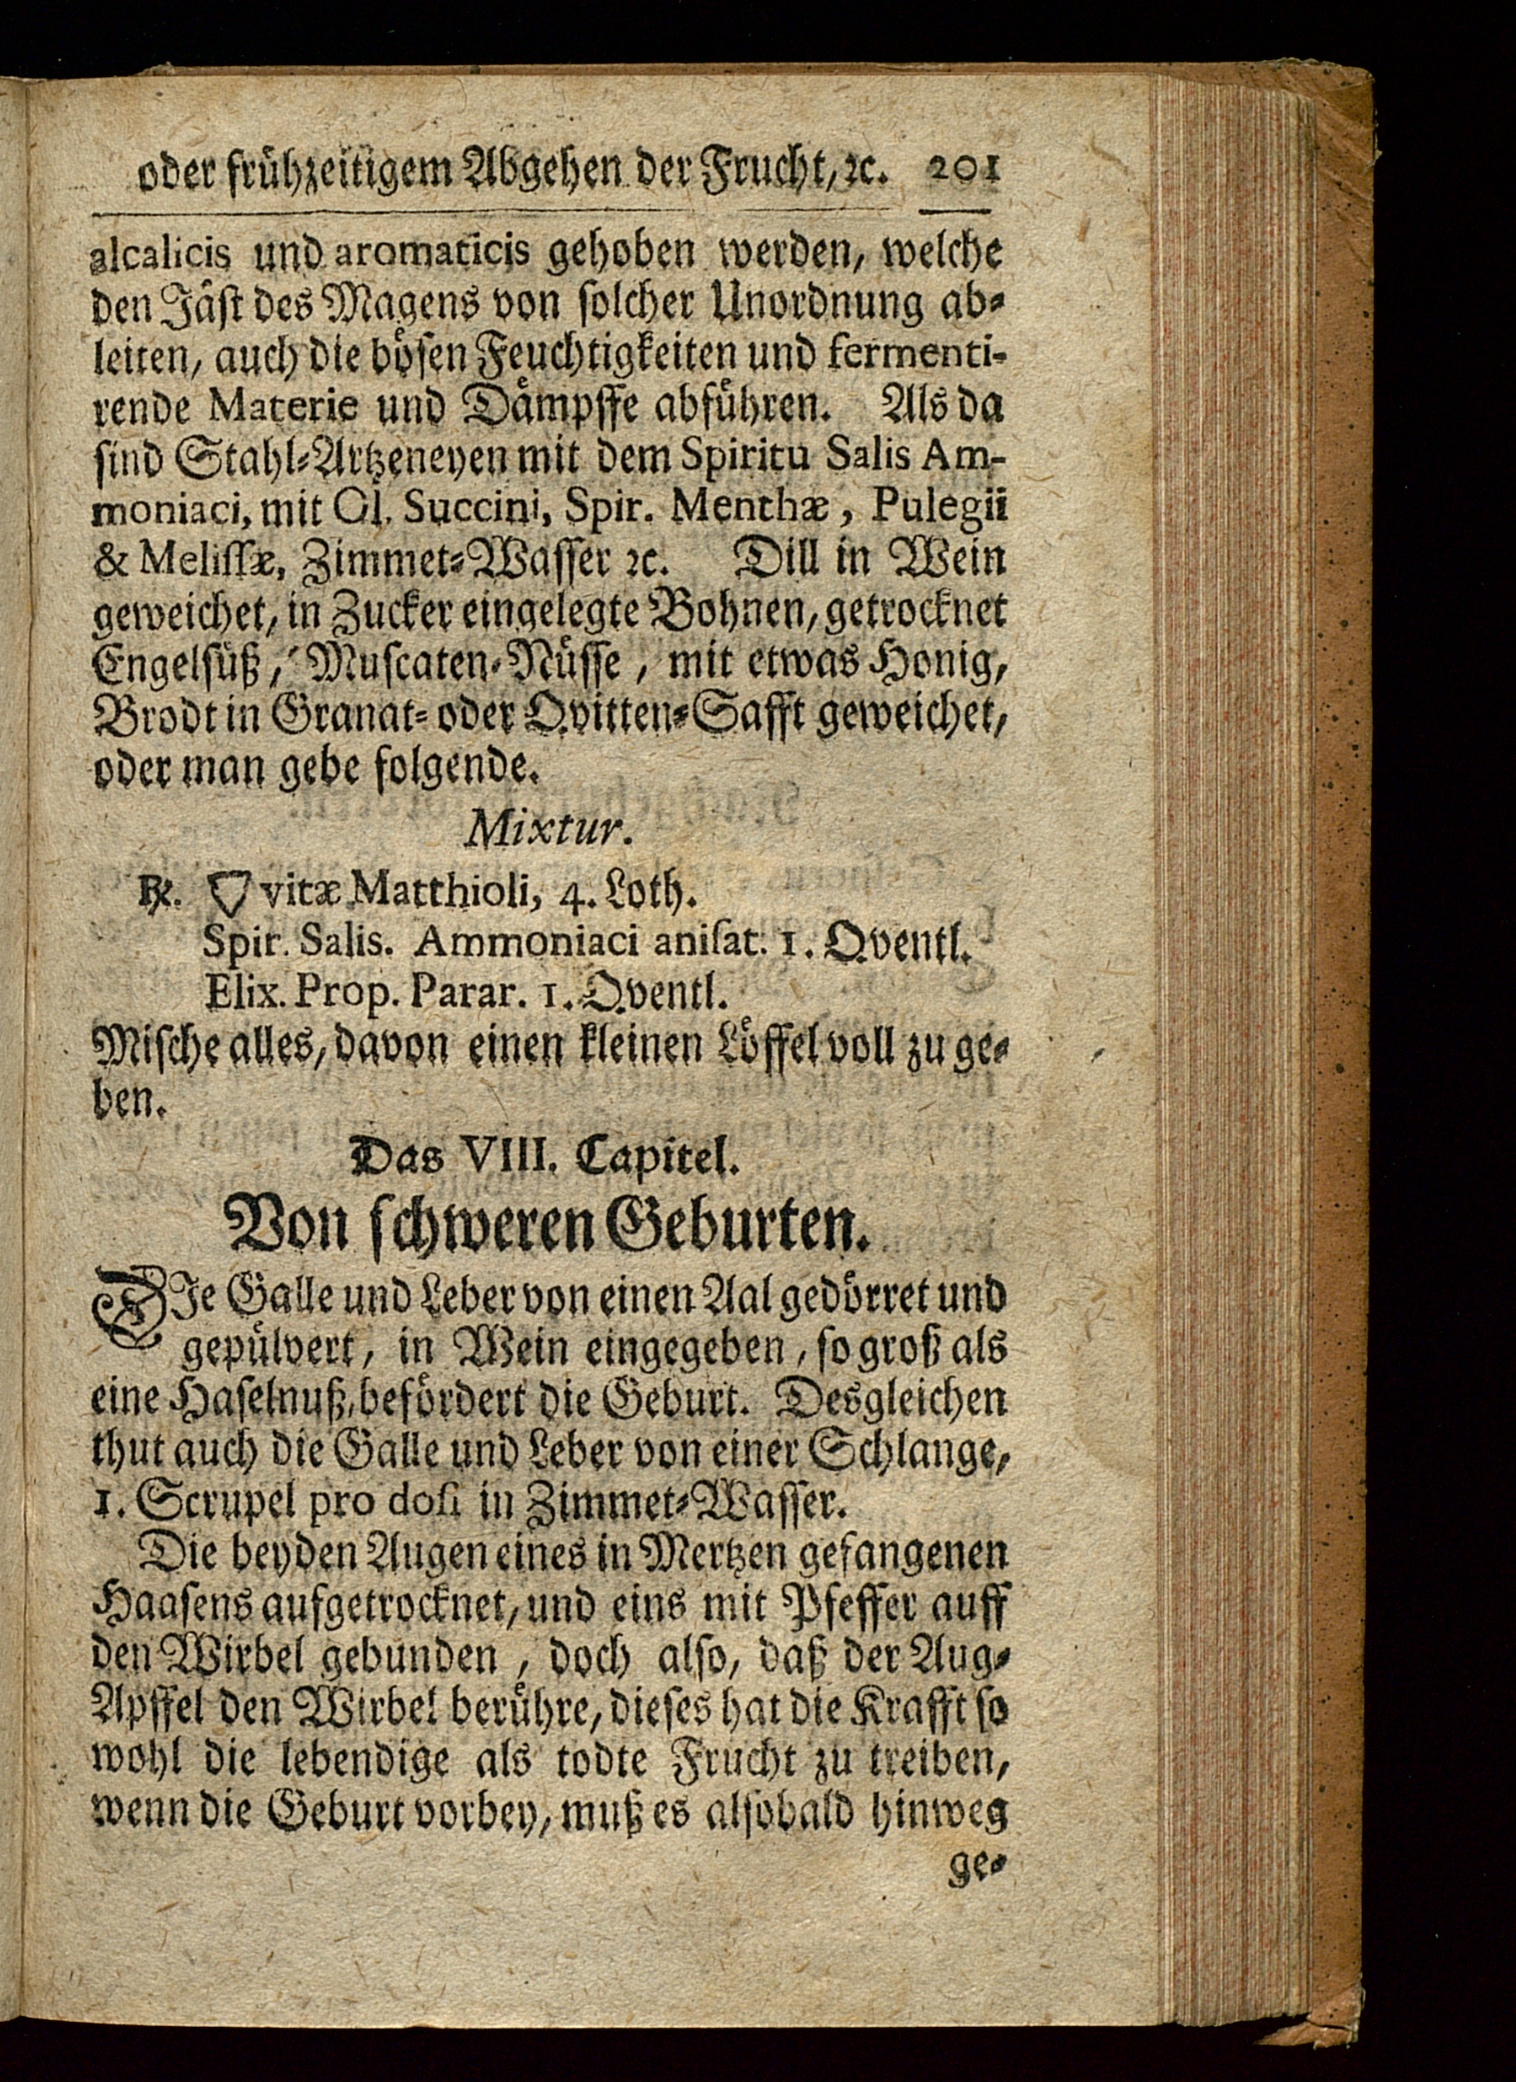 oder frühzeitigem Abgehen der Frucht, ꝛc. 201
alcalicis und aromaticis gehoben werden, welche
den Jäst des Magens von solcher Unordnung ab-
leiten, auch die bösen Feuchtigkeiten und fermenti-
rende Materie und Dämpffe abführen. Als da
sind Stahl-Artzeneyen mit dem Spiritu Salis Am-
moniaci, mit Ol. Succini, Spir. Menthæ, Pulegii
& Melissæ, Zimmet-Wasser ꝛc. Dill in Wein
geweichet, in Zucker eingelegte Bohnen, getrocknet
Engelsüß, Muscaten-Nüsse, mit etwas Honig,
Brodt in Granat- oder Qvitten-Safft geweichet,
oder man gebe folgende.
Mixtur.
℞. 🜄 vitæ Matthioli, 4. Loth.
Spir. Salis. Ammoniaci anisat. 1. Qventl.
Elix. Prop. Parar. 1. Qventl.
Mische alles, davon einen kleinen Löffel voll zu ge-
ben.
Das VIII. Capitel.
Von schweren Geburten.
DIe Galle und Leber von einen Aal gedörret und
gepülvert, in Wein eingegeben, so groß als
eine Haselnuß, befördert die Geburt. Desgleichen
thut auch die Galle und Leber von einer Schlange,
1. Scrupel pro dosi in Zimmet-Wasser.
Die beyden Augen eines in Mertzen gefangenen
Haasens aufgetrocknet, und eins mit Pfeffer auff
den Wirbel gebunden, doch also, daß der Aug-
Apffel den Wirbel berühre, dieses hat die Krafft so
wohl die lebendige als todte Frucht zu treiben,
wenn die Geburt vorbey, muß es alsobald hinweg
ge-